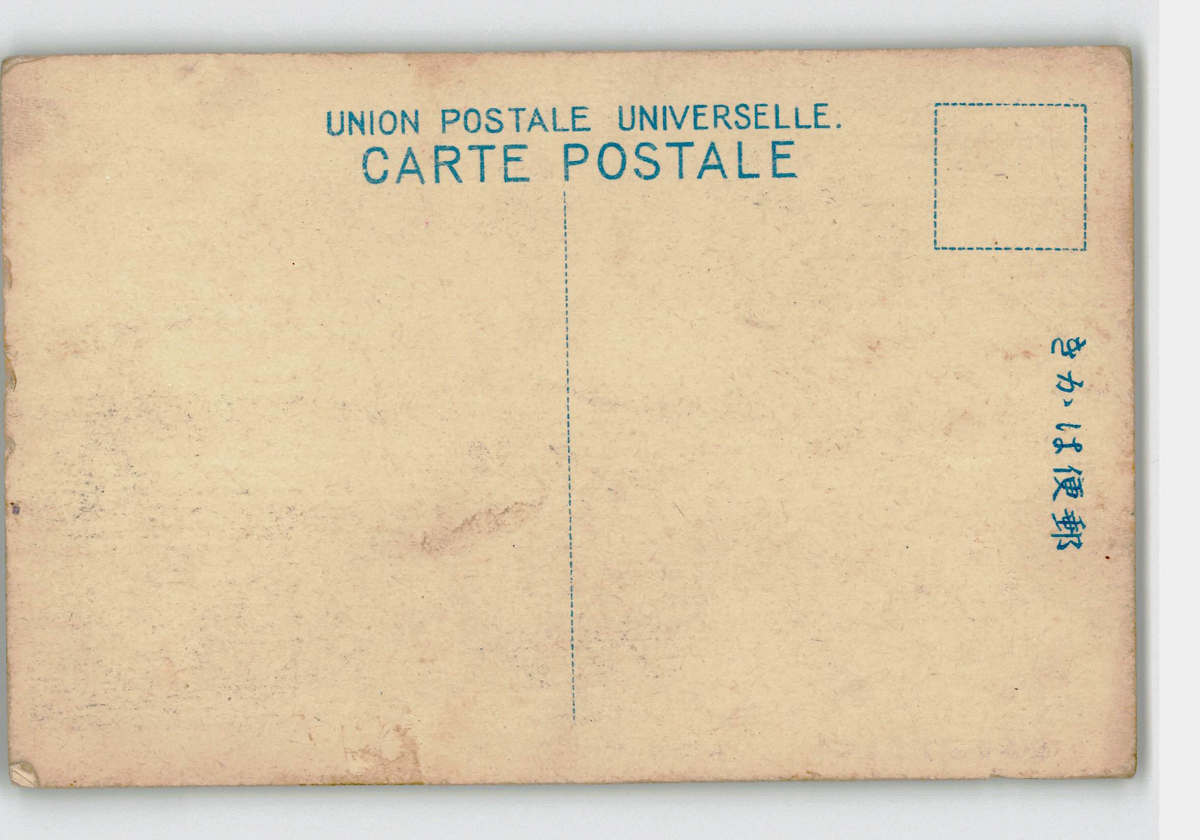 UNION POSTALE UNIVERSELLE.
CARTE POSTALE
郵便はかき